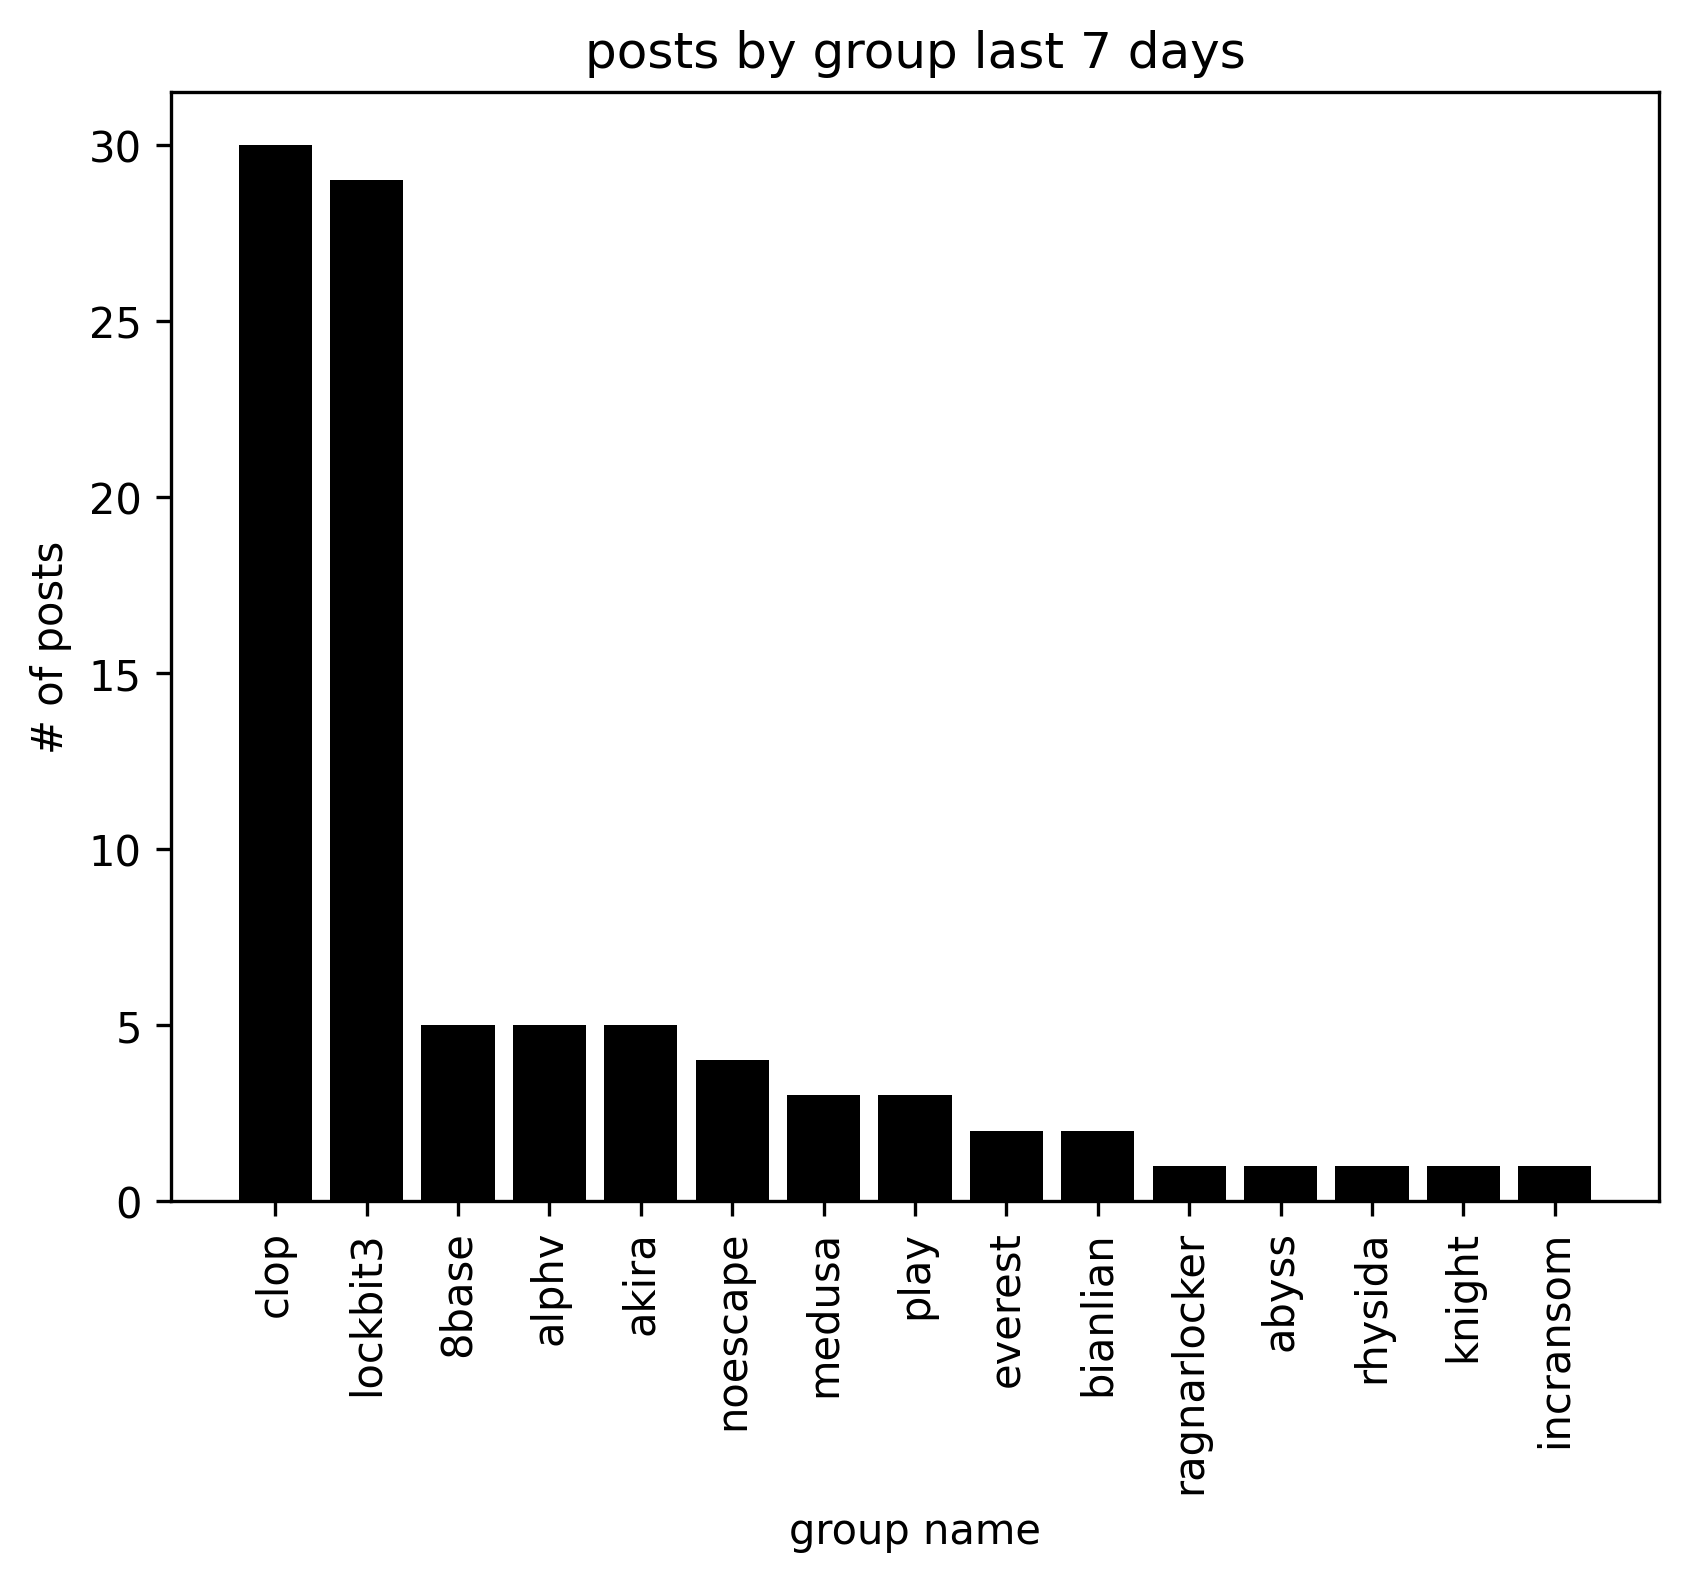 posts by group last 7 days
# of posts
30
25
20
15
10
5
0
clop
lockbit3
8base
alphv
akira
noescape
medusa
play
everest
bianlian
ragnarlocker
abyss
rhysida
knight
incransom
group name